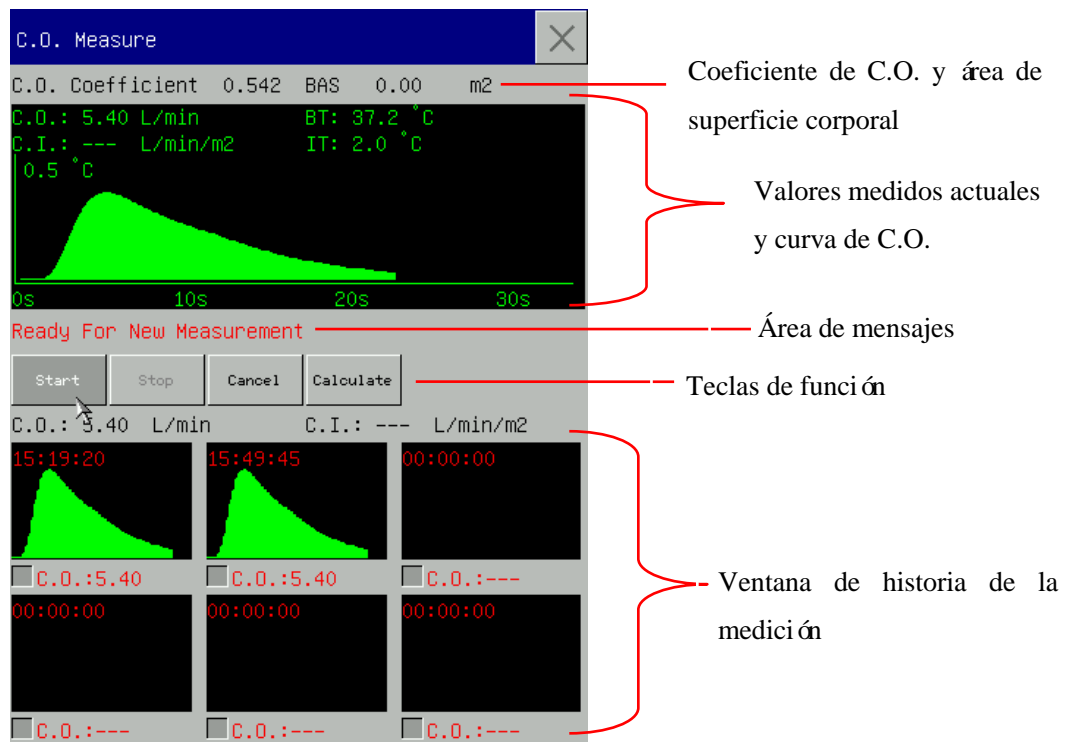 C.O. Measure
C.O. Coefficient 0.542 BAS 0.00 m2
Coeficiente de C.O. y área de
superficie corporal
C.O.: 5.40 L/min BT: 37.2 °C
C.I.: --- L/min/m2 IT: 2.0 °C
0.5 °C
Valores medidos actuales
y curva de C.O.
0s 10s 20s 30s
Ready For New Measurement
Área de mensajes
Start Stop Cancel Calculate
Teclas de función
C.O.: 5.40 L/min C.I.: --- L/min/m2
15:19:20 15:49:45 00:00:00
C.O.:5.40 C.O.:5.40 C.O.:---
Ventana de historia de la
medición
00:00:00 00:00:00 00:00:00
C.O.:--- C.O.:--- C.O.:---